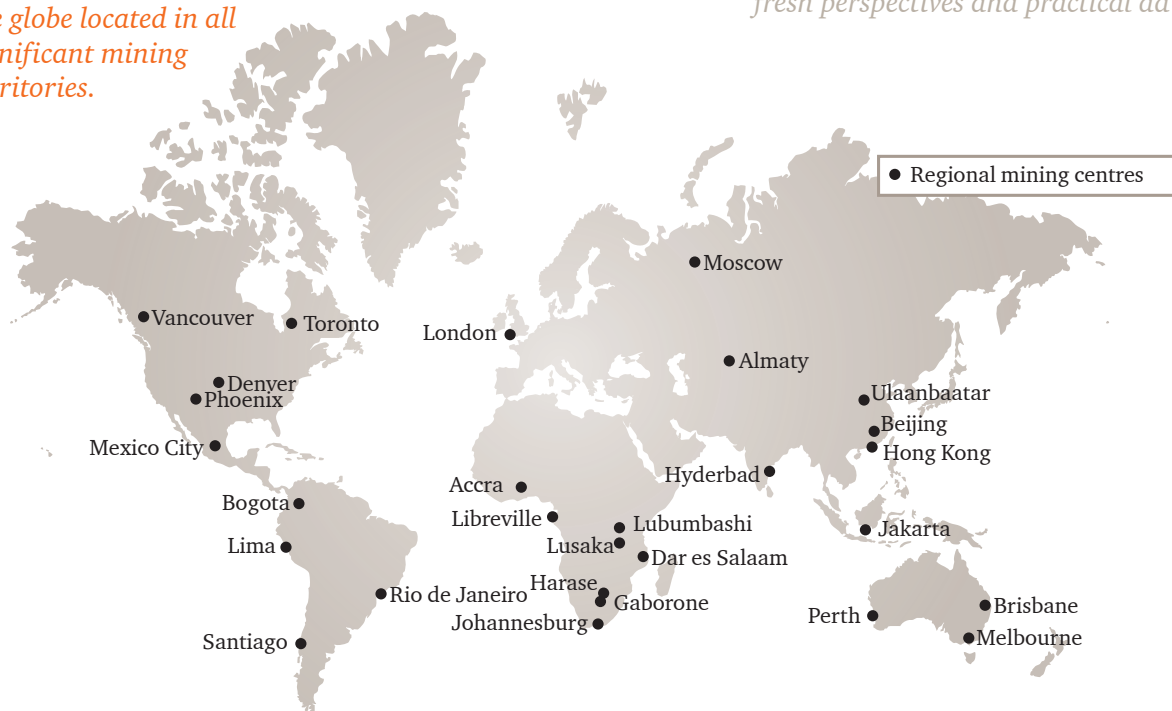 e globe located in all
nificant mining
rritories.
fresh perspectives and practical ad
Regional mining centres
Moscow
Vancouver
Toronto
London
Almaty
Denver
Phoenix
Ulaanbaatar
Beijing
Mexico City
Hong Kong
Hyderbad
Accra
Bogota
Libreville
Lubumbashi
Jakarta
Lima
Lusaka
Dar es Salaam
Harase
Rio de Janeiro
Gaborone
Brisbane
Perth
Johannesburg
Melbourne
Santiago